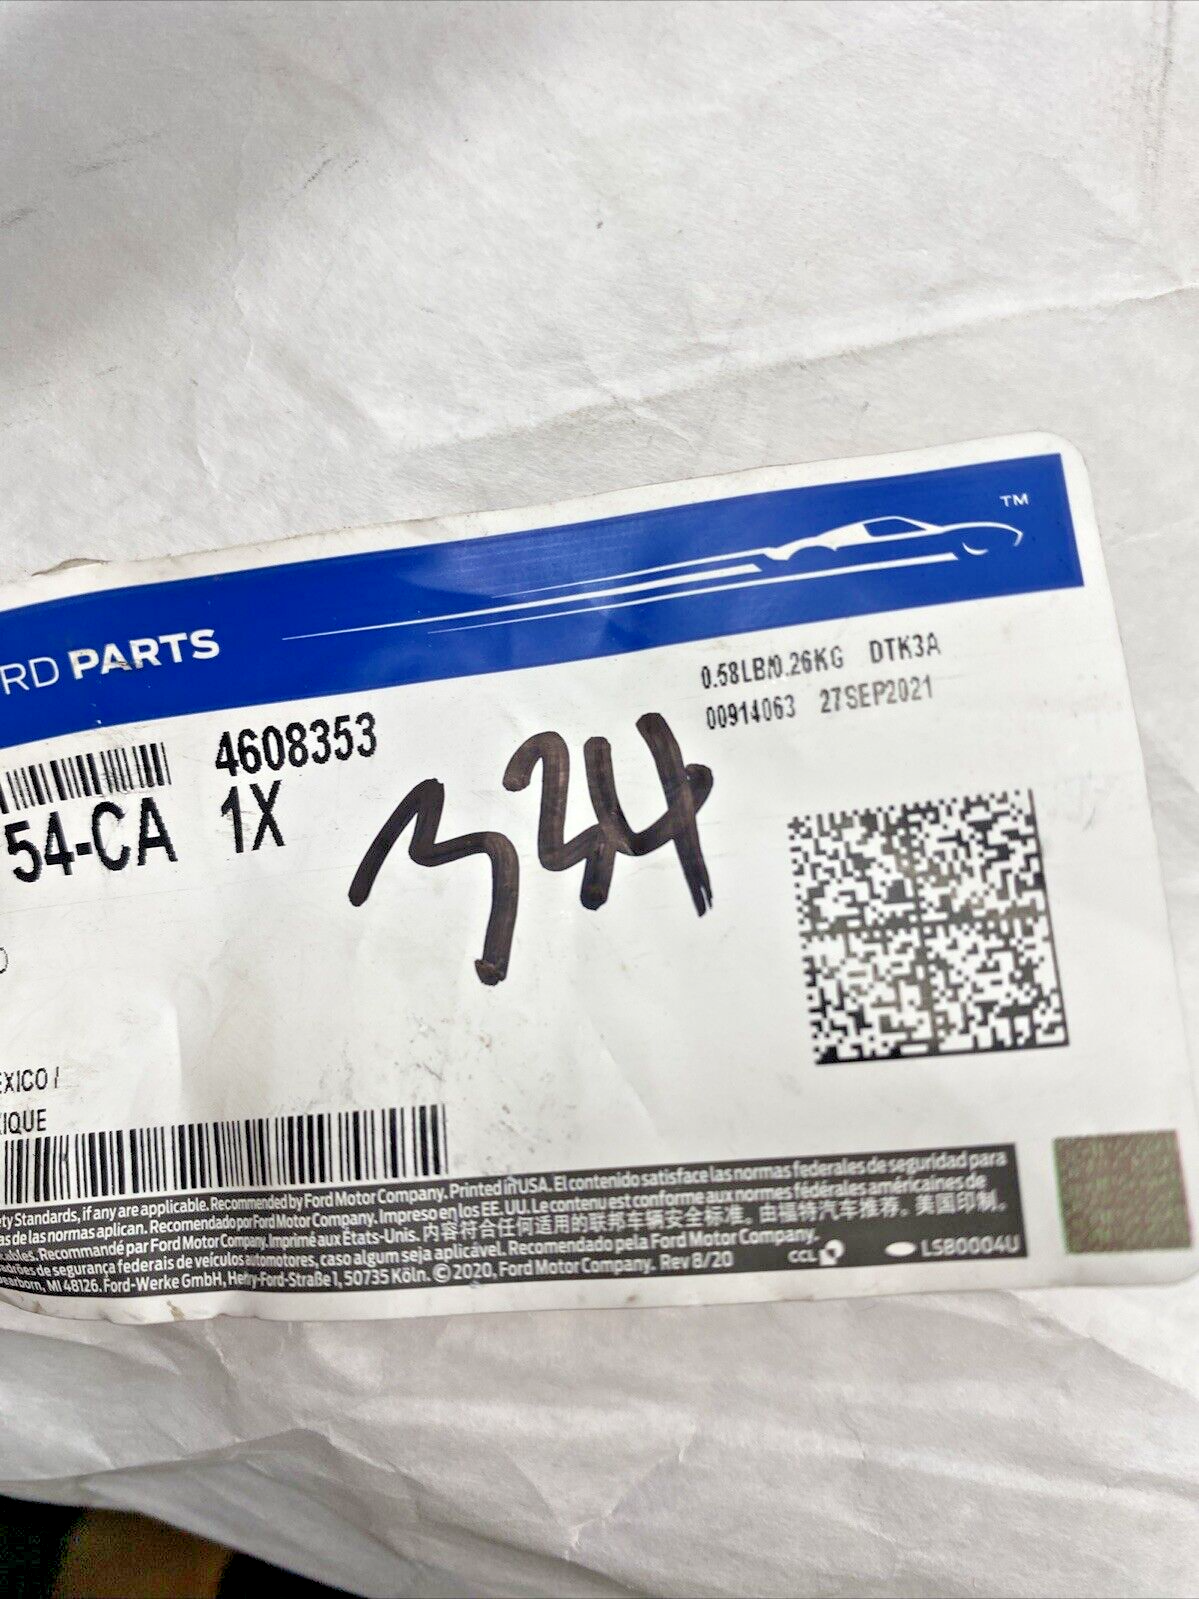 RD PARTS
TM
0.58LB/0.26KG DTK3A
00914063 27SEP2021
4608353
54-CA 1X
324
EXICO /
XIQUE
ety Standards, if any are applicable. Recommended by Ford Motor Company. Printed in USA. El contenido satisface las normas federales de seguridad para
as de las normas aplican. Recomendado por Ford Motor Company. Impreso en los EE. UU. Le contenu est conforme aux normes fédérales américaines de
cables. Recommandé par Ford Motor Company. Imprimé aux États-Unis. 内容符合任何适用的联邦车辆安全标准。由福特汽车推荐。美国印制。
adrões de segurança federais de veículos automotores, caso algum seja aplicável. Recomendado pela Ford Motor Company.
earborn, MI 48126. Ford-Werke GmbH, Henry-Ford-Straße 1, 50735 Köln. © 2020, Ford Motor Company. Rev 8/20
CCL LSB0004U